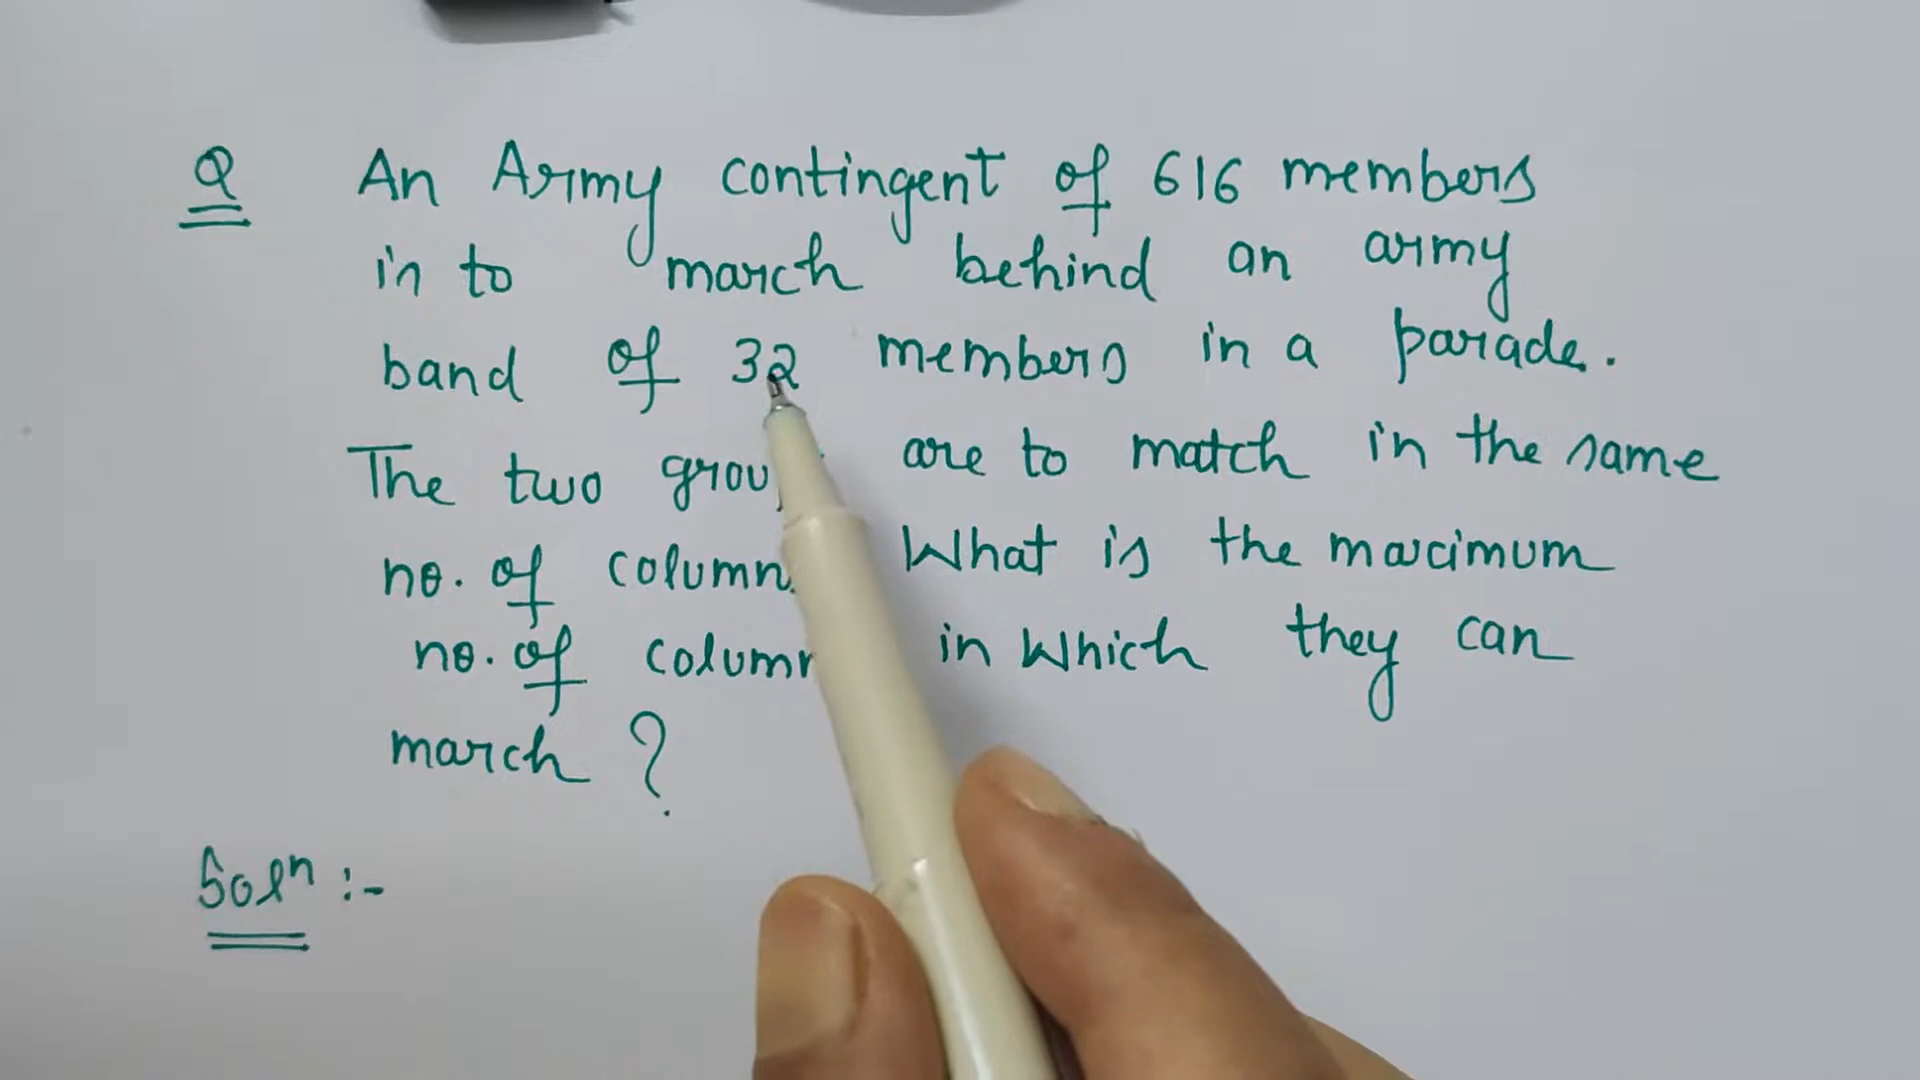 Q An Army contingent of 616 members
in to march behind an army
band of 32 members in a parade.
The two are to match in the same
no. of What is the maximum
no. of in which they can
march ?
Solⁿ :-